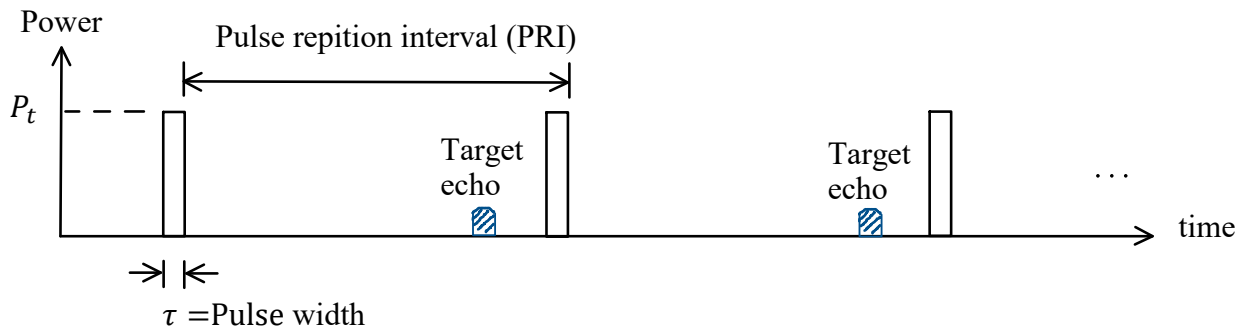 Power
Pulse repition interval (PRI)
P_t
Target
echo
Target
echo
...
time
τ =Pulse width